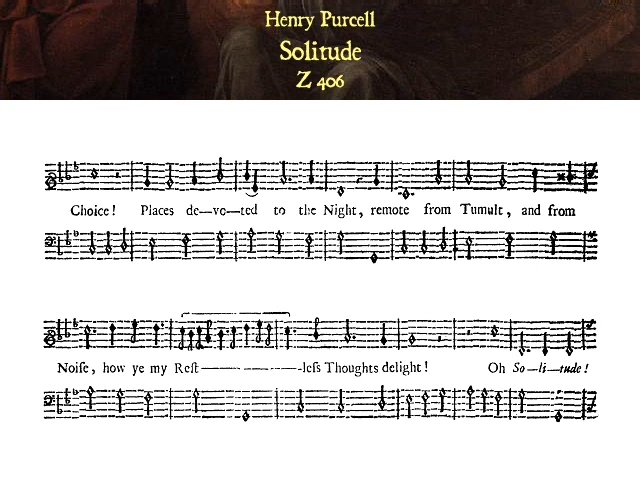 Henry Purcell
Solitude
Z 406
Choice! Places de—vo—ted to the Night, remote from Tumult, and from
Noiſe, how ye my Reſt— — — — —leſs Thoughts delight! Oh So—li—tude!